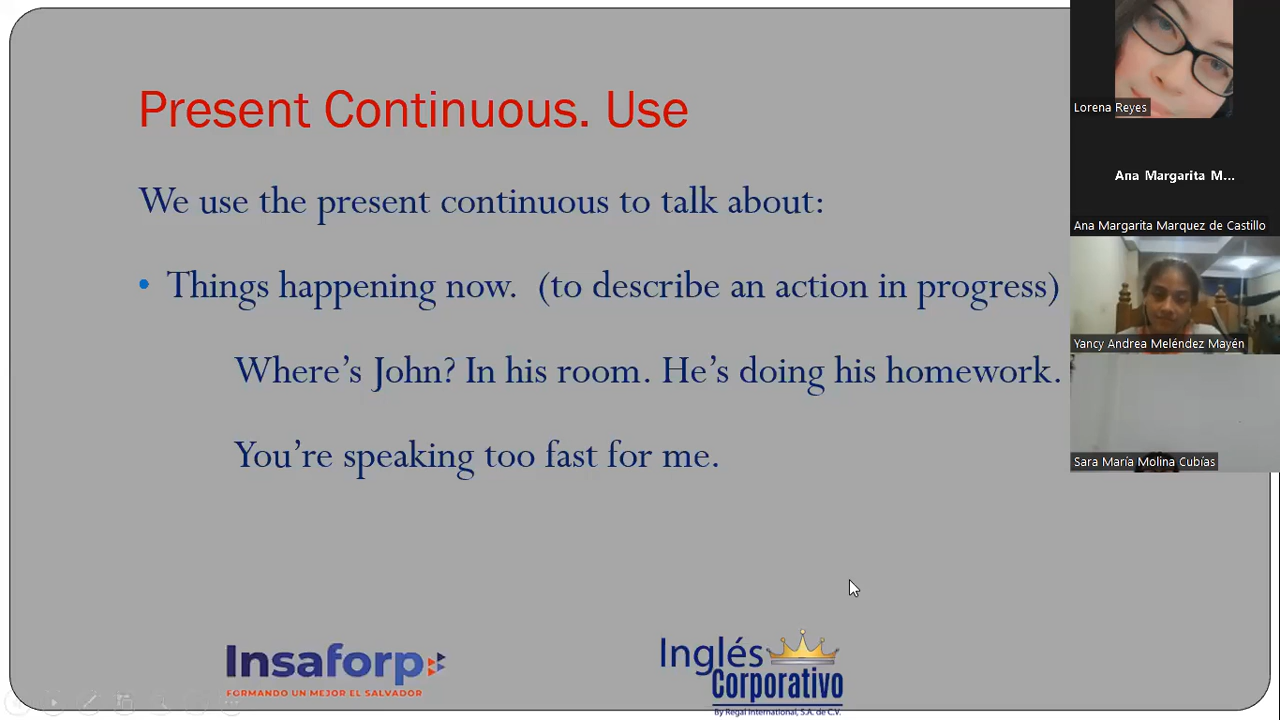 Present Continuous. Use
We use the present continuous to talk about:
• Things happening now. (to describe an action in progress)
Where's John? In his room. He's doing his homework.
You're speaking too fast for me.
Insaforp
FORMANDO UN MEJOR EL SALVADOR
Inglés
Corporativo
By Regal International, S.A. de C.V.
Lorena Reyes
Ana Margarita M...
Ana Margarita Marquez de Castillo
Yancy Andrea Meléndez Mayén
Sara María Molina Cubías